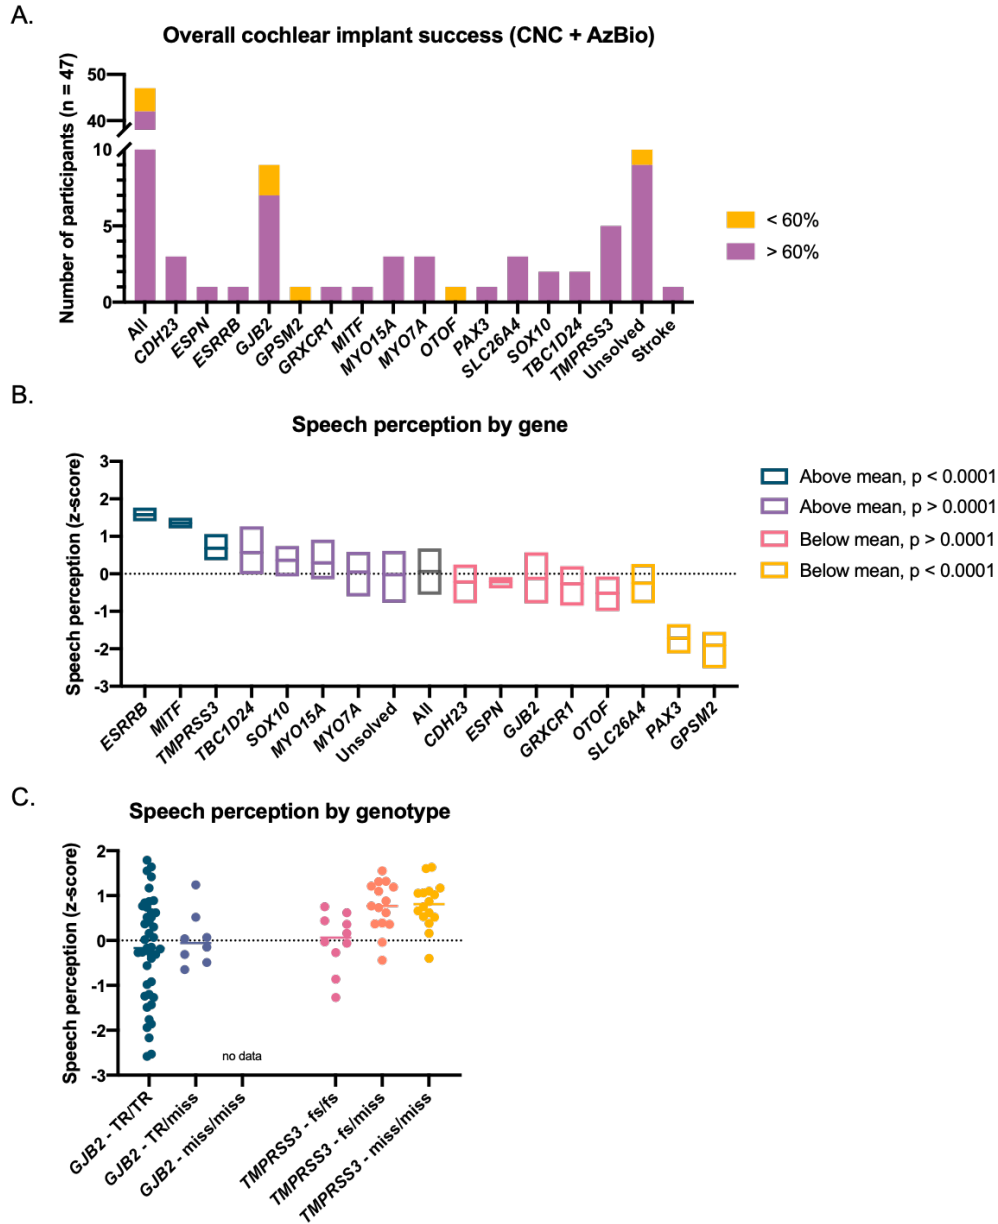 A.
Overall cochlear implant success (CNC + AzBio)
Number of participants (n = 47)
50
40
10
5
0
< 60%
> 60%
All
CDH23
ESPN
ESRRB
GJB2
GPSM2
GRXCR1
MITF
MYO15A
MYO7A
OTOF
PAX3
SLC26A4
SOX10
TBC1D24
TMPRSS3
Unsolved
Stroke
B.
Speech perception by gene
Speech perception (z-score)
3
2
1
0
-1
-2
-3
Above mean, p < 0.0001
Above mean, p > 0.0001
Below mean, p > 0.0001
Below mean, p < 0.0001
ESRRB
MITF
TMPRSS3
TBC1D24
SOX10
MYO15A
MYO7A
Unsolved
All
CDH23
ESPN
GJB2
GRXCR1
OTOF
SLC26A4
PAX3
GPSM2
C.
Speech perception by genotype
Speech perception (z-score)
2
1
0
-1
-2
-3
no data
GJB2 - TR/TR
GJB2 - TR/miss
GJB2 - miss/miss
TMPRSS3 - fs/fs
TMPRSS3 - fs/miss
TMPRSS3 - miss/miss